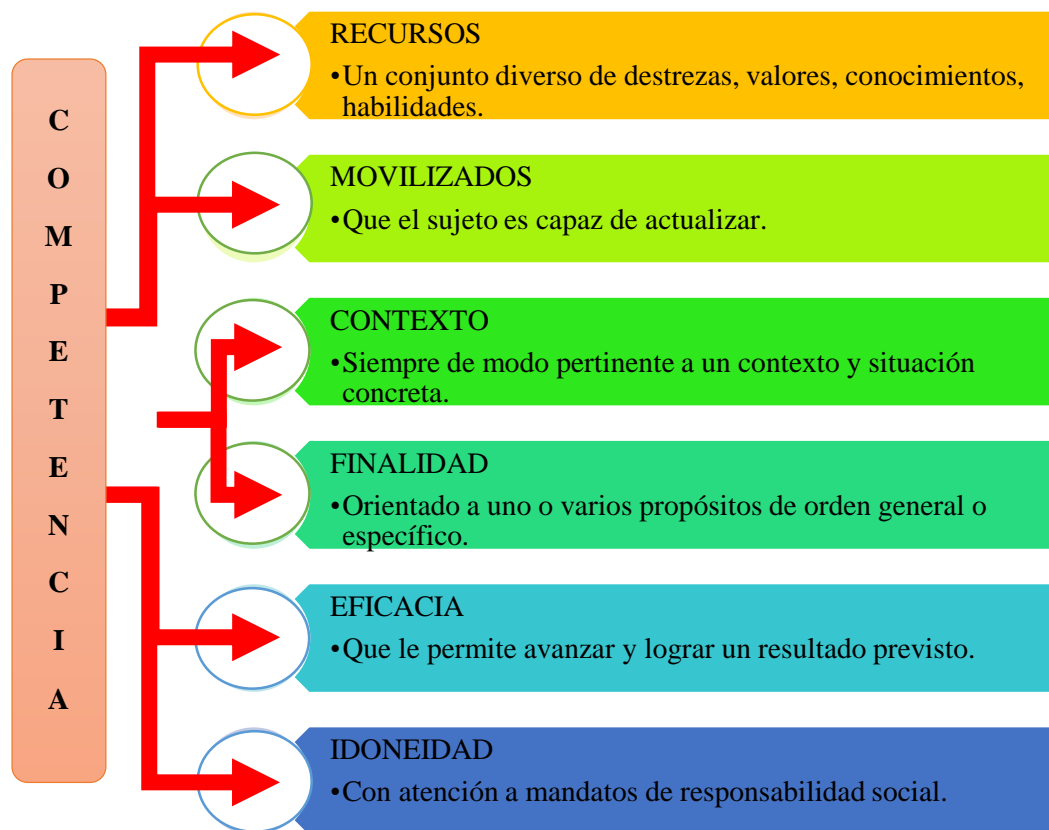 C
O
M
P
E
T
E
N
C
I
A
RECURSOS
•Un conjunto diverso de destrezas, valores, conocimientos,
habilidades.
MOVILIZADOS
•Que el sujeto es capaz de actualizar.
CONTEXTO
•Siempre de modo pertinente a un contexto y situación
concreta.
FINALIDAD
•Orientado a uno o varios propósitos de orden general o
específico.
EFICACIA
•Que le permite avanzar y lograr un resultado previsto.
IDONEIDAD
•Con atención a mandatos de responsabilidad social.